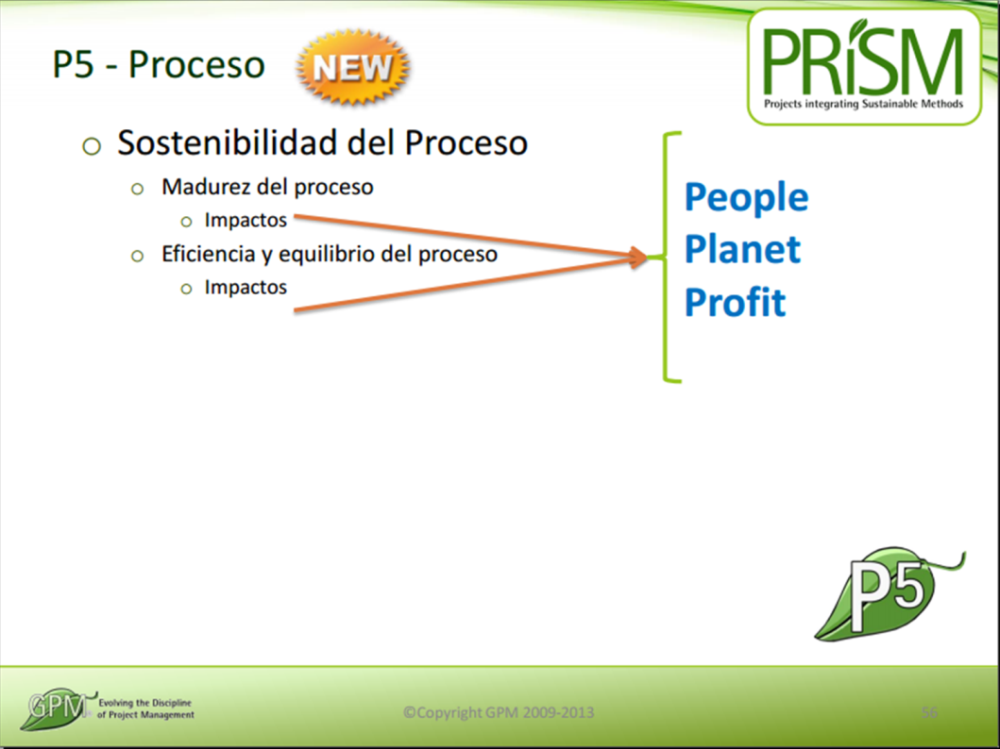 P5 - Proceso
NEW
PRiSM
Projects integrating Sustainable Methods
Sostenibilidad del Proceso
Madurez del proceso
Impactos
Eficiencia y equilibrio del proceso
Impactos
People
Planet
Profit
P5
GPM®
Evolving the Discipline
of Project Management
©Copyright GPM 2009-2013
56